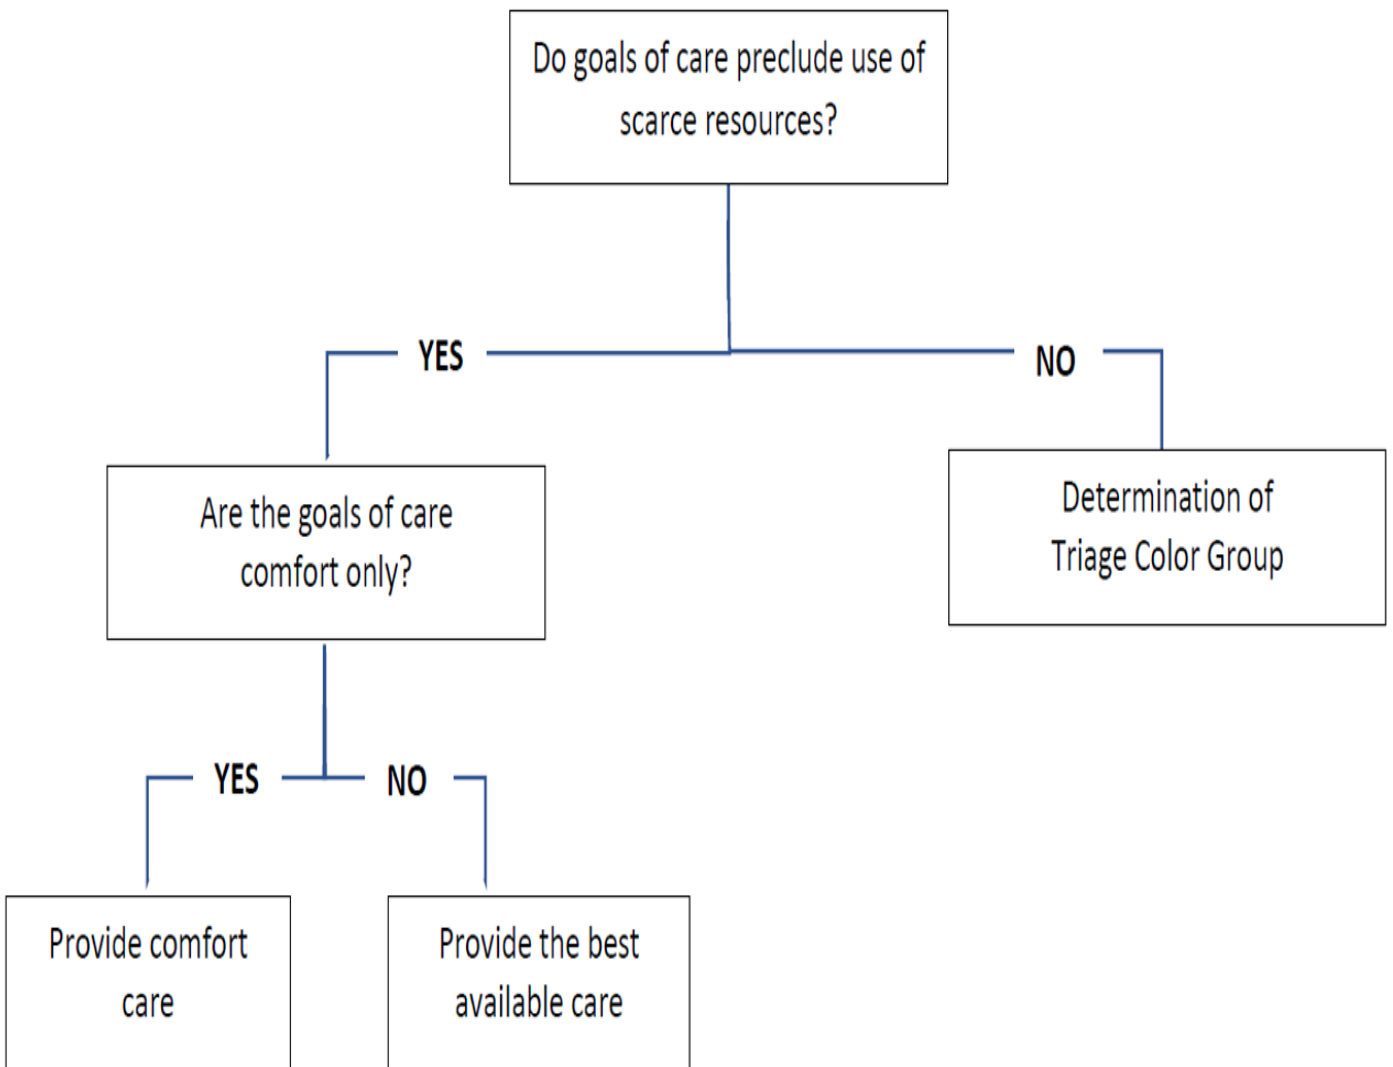 Do goals of care preclude use of
scarce resources?
YES
NO
Are the goals of care
comfort only?
Determination of
Triage Color Group
YES
NO
Provide comfort
care
Provide the best
available care